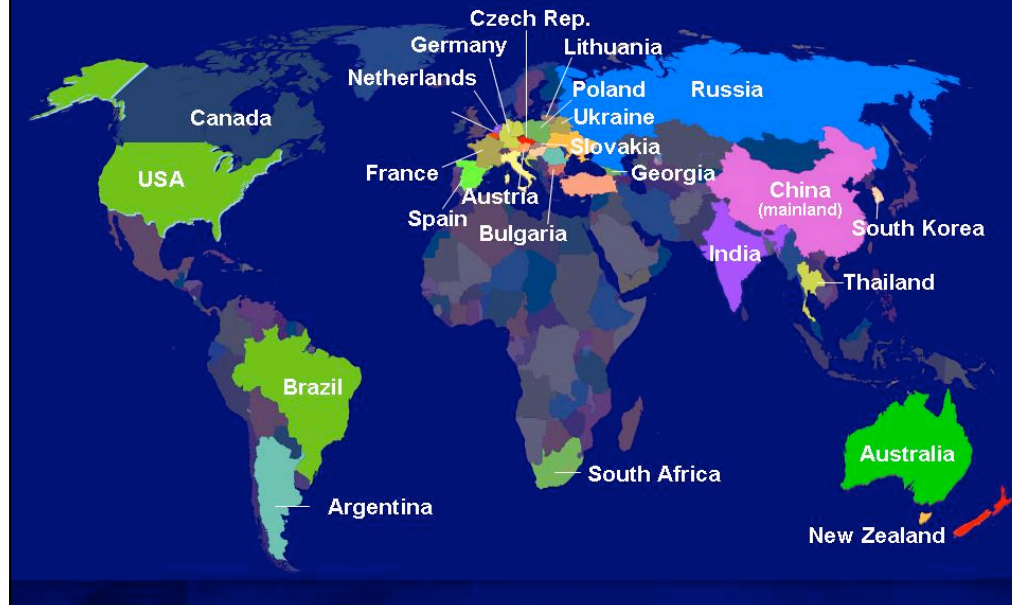 Czech Rep.
Germany
Lithuania
Netherlands
Poland
Russia
Canada
Ukraine
Slovakia
USA
France
Georgia
Austria
China
(mainland)
Spain
South Korea
Bulgaria
India
Thailand
Brazil
Australia
South Africa
Argentina
New Zealand